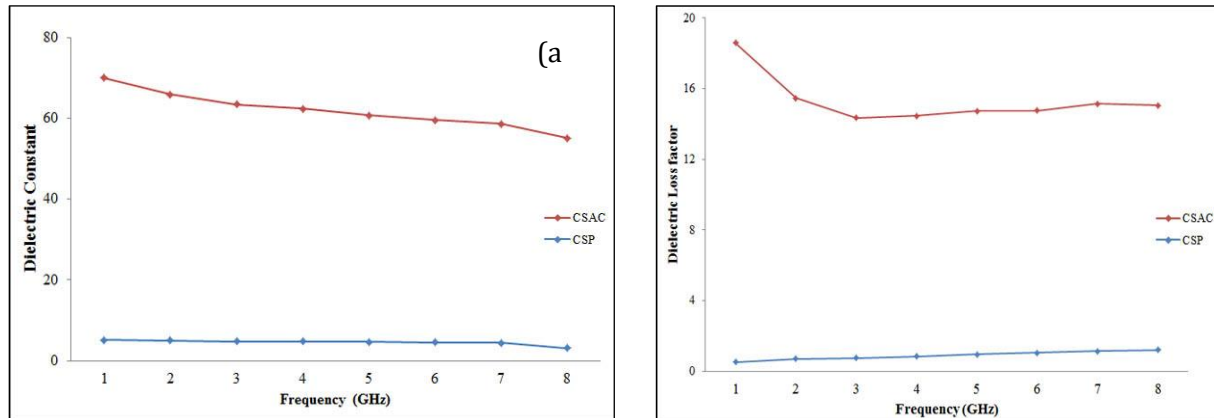 80
60
40
20
0
Dielectric Constant
(a
CSAC
CSP
1 2 3 4 5 6 7 8
Frequency (GHz)
20
16
12
8
4
0
Dielectric Loss factor
CSAC
CSP
1 2 3 4 5 6 7 8
Frequency (GHz)